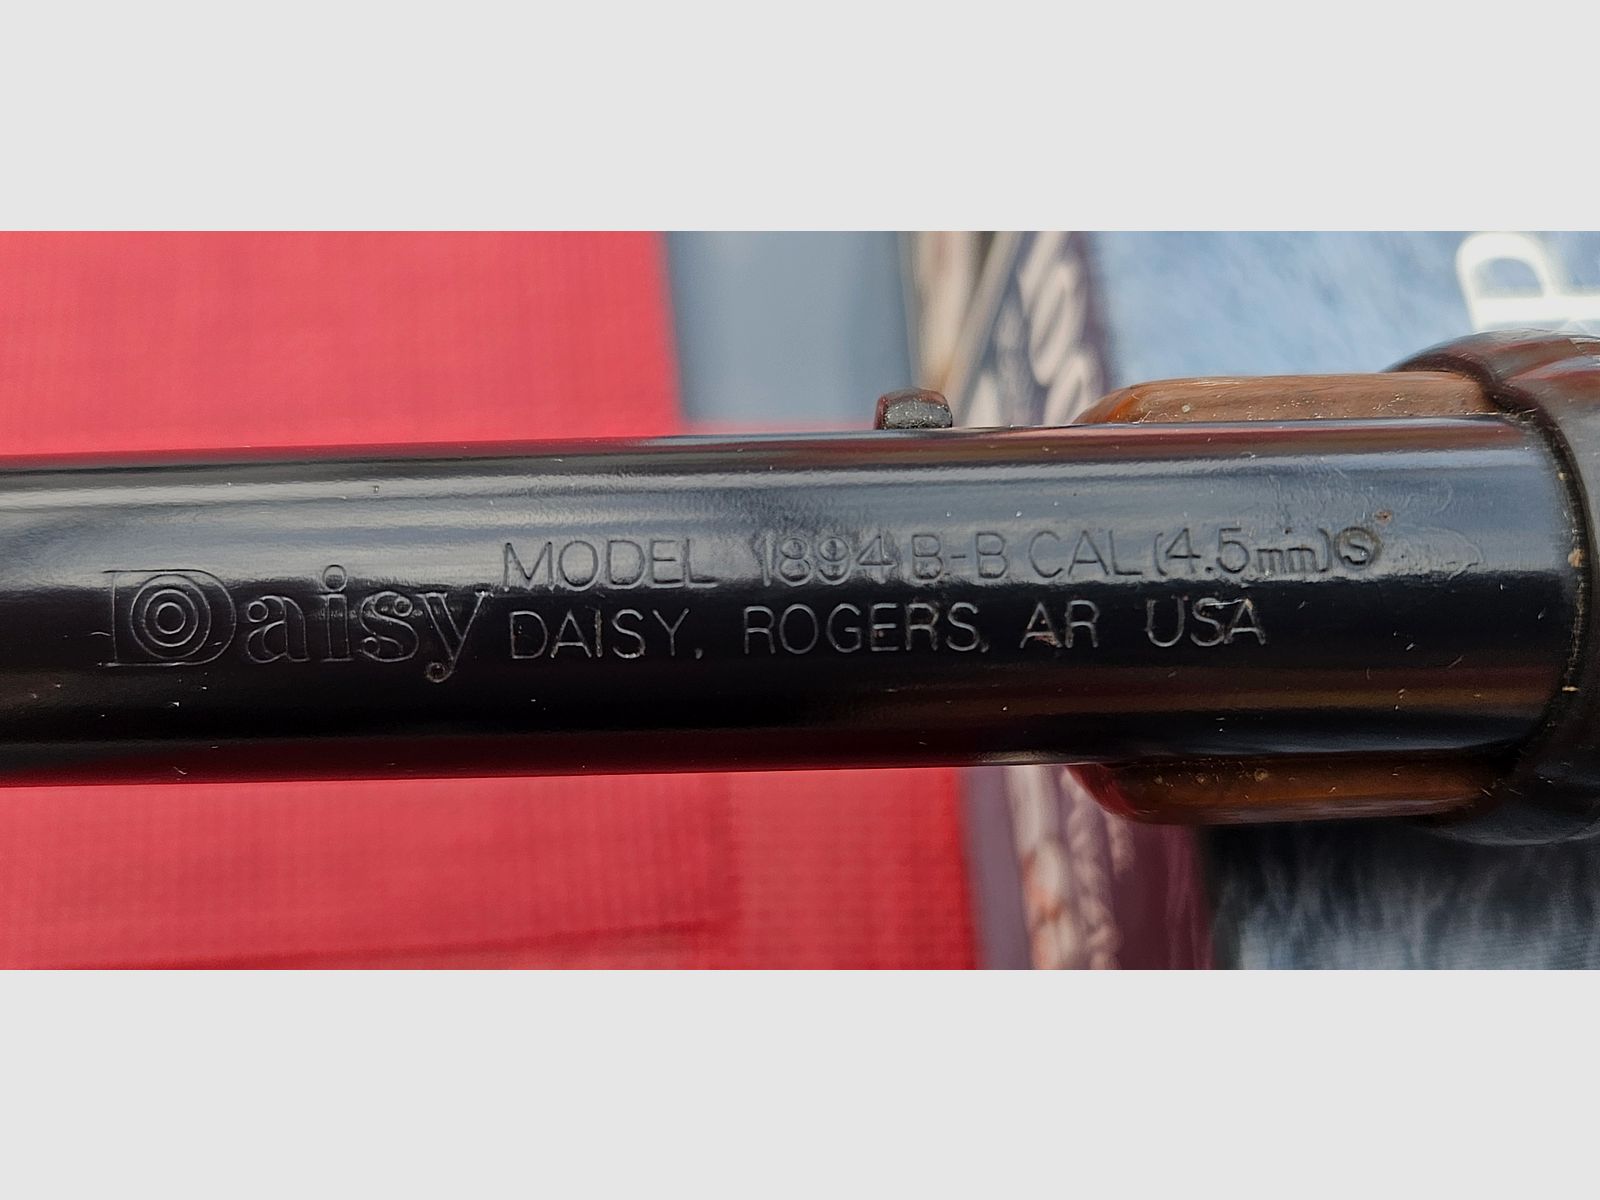 Daisy
MODEL 1894 B-B CAL (4.5mm) Ⓢ
DAISY, ROGERS, AR USA